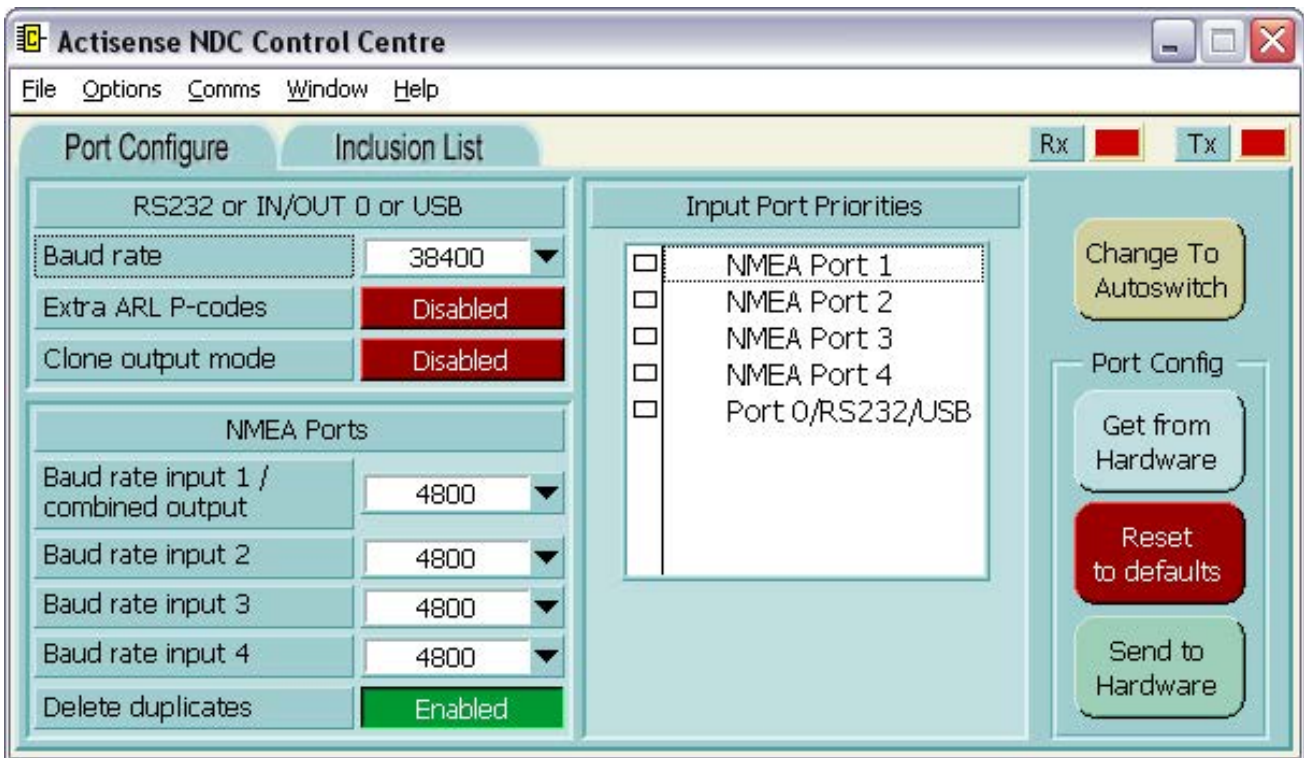 Actisense NDC Control Centre
File Options Comms Window Help
Port Configure Inclusion List Rx Tx
RS232 or IN/OUT 0 or USB
Baud rate 38400
Extra ARL P-codes Disabled
Clone output mode Disabled
NMEA Ports
Baud rate input 1 /
combined output 4800
Baud rate input 2 4800
Baud rate input 3 4800
Baud rate input 4 4800
Delete duplicates Enabled
Input Port Priorities
NMEA Port 1
NMEA Port 2
NMEA Port 3
NMEA Port 4
Port 0/RS232/USB
Change To
Autoswitch
Port Config
Get from
Hardware
Reset
to defaults
Send to
Hardware